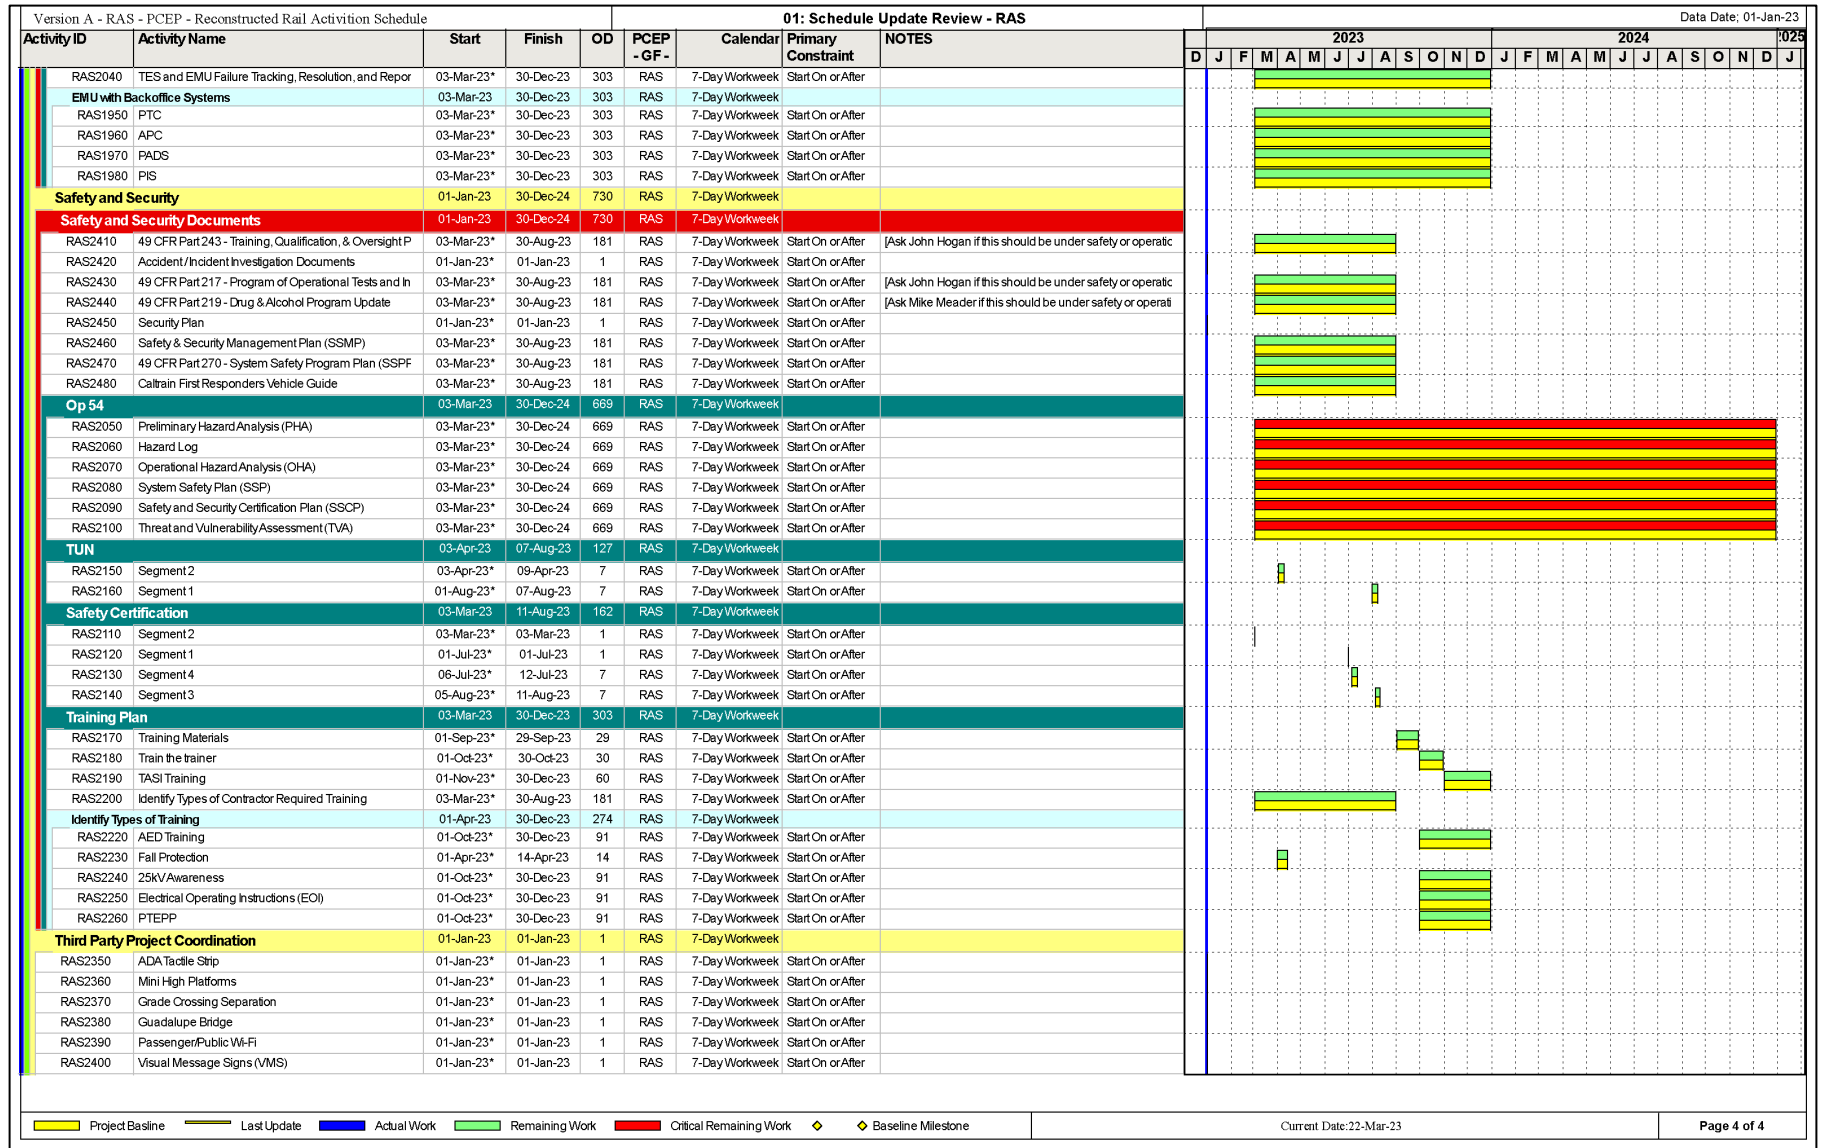 Version A - RAS - PCEP - Reconstructed Rail Activition Schedule 01: Schedule Update Review - RAS Data Date; 01-Jan-23
Activity ID Activity Name Start Finish OD PCEP - GF - Calendar Primary Constraint NOTES 2023 2024 2025
D J F M A M J J A S O N D J F M A M J J A S O N D J
RAS2040 TES and EMU Failure Tracking, Resolution, and Repor 03-Mar-23* 30-Dec-23 303 RAS 7-Day Workweek Start On or After
EMU with Backoffice Systems 03-Mar-23 30-Dec-23 303 RAS 7-Day Workweek
RAS1950 PTC 03-Mar-23* 30-Dec-23 303 RAS 7-Day Workweek Start On or After
RAS1960 APC 03-Mar-23* 30-Dec-23 303 RAS 7-Day Workweek Start On or After
RAS1970 PADS 03-Mar-23* 30-Dec-23 303 RAS 7-Day Workweek Start On or After
RAS1980 PIS 03-Mar-23* 30-Dec-23 303 RAS 7-Day Workweek Start On or After
Safety and Security 01-Jan-23 30-Dec-24 730 RAS 7-Day Workweek
Safety and Security Documents 01-Jan-23 30-Dec-24 730 RAS 7-Day Workweek
RAS2410 49 CFR Part 243 - Training, Qualification, & Oversight P 03-Mar-23* 30-Aug-23 181 RAS 7-Day Workweek Start On or After [Ask John Hogan if this should be under safety or operatic
RAS2420 Accident / Incident Investigation Documents 01-Jan-23* 01-Jan-23 1 RAS 7-Day Workweek Start On or After
RAS2430 49 CFR Part 217 - Program of Operational Tests and In 03-Mar-23* 30-Aug-23 181 RAS 7-Day Workweek Start On or After [Ask John Hogan if this should be under safety or operatic
RAS2440 49 CFR Part 219 - Drug & Alcohol Program Update 03-Mar-23* 30-Aug-23 181 RAS 7-Day Workweek Start On or After [Ask Mike Meader if this should be under safety or operati
RAS2450 Security Plan 01-Jan-23* 01-Jan-23 1 RAS 7-Day Workweek Start On or After
RAS2460 Safety & Security Management Plan (SSMP) 03-Mar-23* 30-Aug-23 181 RAS 7-Day Workweek Start On or After
RAS2470 49 CFR Part 270 - System Safety Program Plan (SSPF 03-Mar-23* 30-Aug-23 181 RAS 7-Day Workweek Start On or After
RAS2480 Caltrain First Responders Vehicle Guide 03-Mar-23* 30-Aug-23 181 RAS 7-Day Workweek Start On or After
Op 54 03-Mar-23 30-Dec-24 669 RAS 7-Day Workweek
RAS2050 Preliminary Hazard Analysis (PHA) 03-Mar-23* 30-Dec-24 669 RAS 7-Day Workweek Start On or After
RAS2060 Hazard Log 03-Mar-23* 30-Dec-24 669 RAS 7-Day Workweek Start On or After
RAS2070 Operational Hazard Analysis (OHA) 03-Mar-23* 30-Dec-24 669 RAS 7-Day Workweek Start On or After
RAS2080 System Safety Plan (SSP) 03-Mar-23* 30-Dec-24 669 RAS 7-Day Workweek Start On or After
RAS2090 Safety and Security Certification Plan (SSCP) 03-Mar-23* 30-Dec-24 669 RAS 7-Day Workweek Start On or After
RAS2100 Threat and Vulnerability Assessment (TVA) 03-Mar-23* 30-Dec-24 669 RAS 7-Day Workweek Start On or After
TUN 03-Apr-23 07-Aug-23 127 RAS 7-Day Workweek
RAS2150 Segment 2 03-Apr-23* 09-Apr-23 7 RAS 7-Day Workweek Start On or After
RAS2160 Segment 1 01-Aug-23* 07-Aug-23 7 RAS 7-Day Workweek Start On or After
Safety Certification 03-Mar-23 11-Aug-23 162 RAS 7-Day Workweek
RAS2110 Segment 2 03-Mar-23* 03-Mar-23 1 RAS 7-Day Workweek Start On or After
RAS2120 Segment 1 01-Jul-23* 01-Jul-23 1 RAS 7-Day Workweek Start On or After
RAS2130 Segment 4 06-Jul-23* 12-Jul-23 7 RAS 7-Day Workweek Start On or After
RAS2140 Segment 3 05-Aug-23* 11-Aug-23 7 RAS 7-Day Workweek Start On or After
Training Plan 03-Mar-23 30-Dec-23 303 RAS 7-Day Workweek
RAS2170 Training Materials 01-Sep-23* 29-Sep-23 29 RAS 7-Day Workweek Start On or After
RAS2180 Train the trainer 01-Oct-23* 30-Oct-23 30 RAS 7-Day Workweek Start On or After
RAS2190 TASI Training 01-Nov-23* 30-Dec-23 60 RAS 7-Day Workweek Start On or After
RAS2200 Identify Types of Contractor Required Training 03-Mar-23* 30-Aug-23 181 RAS 7-Day Workweek Start On or After
Identify Types of Training 01-Apr-23 30-Dec-23 274 RAS 7-Day Workweek
RAS2220 AED Training 01-Oct-23* 30-Dec-23 91 RAS 7-Day Workweek Start On or After
RAS2230 Fall Protection 01-Apr-23* 14-Apr-23 14 RAS 7-Day Workweek Start On or After
RAS2240 25kV Awareness 01-Oct-23* 30-Dec-23 91 RAS 7-Day Workweek Start On or After
RAS2250 Electrical Operating Instructions (EOI) 01-Oct-23* 30-Dec-23 91 RAS 7-Day Workweek Start On or After
RAS2260 PTEPP 01-Oct-23* 30-Dec-23 91 RAS 7-Day Workweek Start On or After
Third Party Project Coordination 01-Jan-23 01-Jan-23 1 RAS 7-Day Workweek
RAS2350 ADA Tactile Strip 01-Jan-23* 01-Jan-23 1 RAS 7-Day Workweek Start On or After
RAS2360 Mini High Platforms 01-Jan-23* 01-Jan-23 1 RAS 7-Day Workweek Start On or After
RAS2370 Grade Crossing Separation 01-Jan-23* 01-Jan-23 1 RAS 7-Day Workweek Start On or After
RAS2380 Guadalupe Bridge 01-Jan-23* 01-Jan-23 1 RAS 7-Day Workweek Start On or After
RAS2390 Passenger/Public Wi-Fi 01-Jan-23* 01-Jan-23 1 RAS 7-Day Workweek Start On or After
RAS2400 Visual Message Signs (VMS) 01-Jan-23* 01-Jan-23 1 RAS 7-Day Workweek Start On or After
Project Basline Last Update Actual Work Remaining Work Critical Remaining Work Baseline Milestone Current Date:22-Mar-23 Page 4 of 4